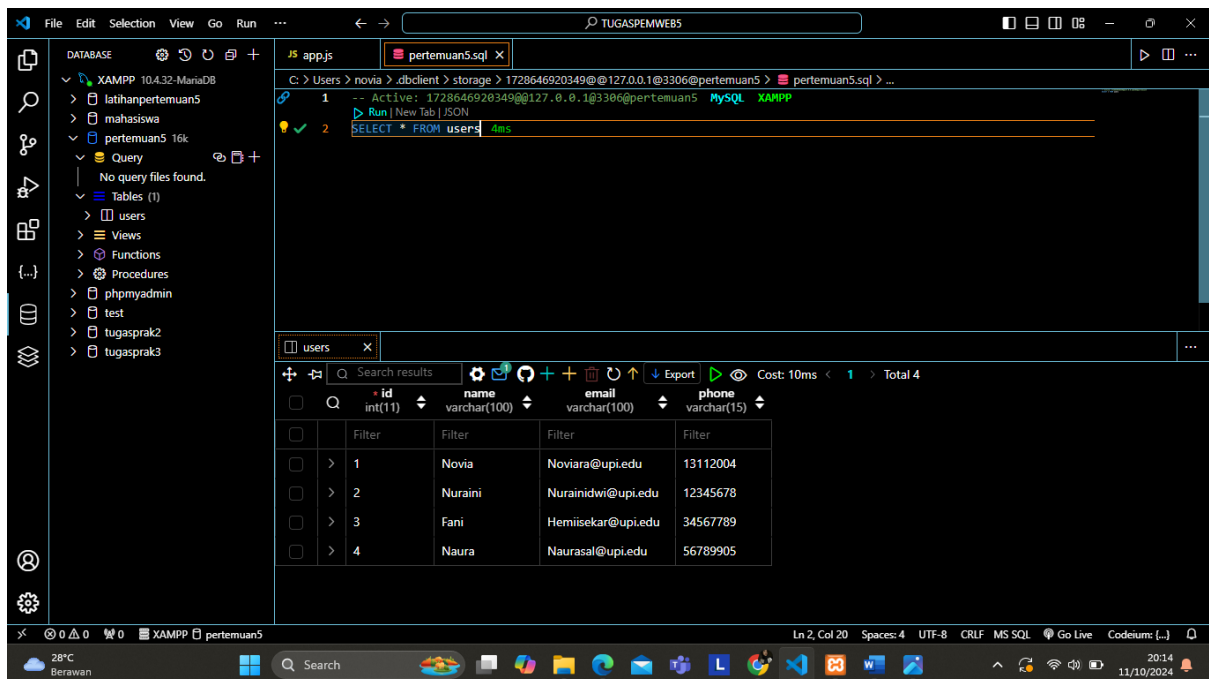 File Edit Selection View Go Run ···
TUGASPEMWEB5
DATABASE
XAMPP 10.4.32-MariaDB
latihanpertemuan5
mahasiswa
pertemuan5 16k
Query
No query files found.
Tables (1)
users
Views
Functions
Procedures
phpmyadmin
test
tugasprak2
tugasprak3
JS app.js
pertemuan5.sql
C: > Users > novia > .dbclient > storage > 1728646920349@@127.0.0.1@3306@pertemuan5 > pertemuan5.sql > ...
1 -- Active: 1728646920349@@127.0.0.1@3306@pertemuan5 MySQL XAMPP
Run | New Tab | JSON
2 SELECT * FROM users 4ms
users
Search results 1 Export Cost: 10ms < 1 > Total 4
* id name email phone
int(11) varchar(100) varchar(100) varchar(15)
Filter Filter Filter Filter
1 Novia Noviara@upi.edu 13112004
2 Nuraini Nurainidwi@upi.edu 12345678
3 Fani Hemiisekar@upi.edu 34567789
4 Naura Naurasal@upi.edu 56789905
0 0 0 XAMPP pertemuan5 Ln 2, Col 20 Spaces: 4 UTF-8 CRLF MS SQL Go Live Codeium: {...}
28°C
Berawan
Search
20:14
11/10/2024